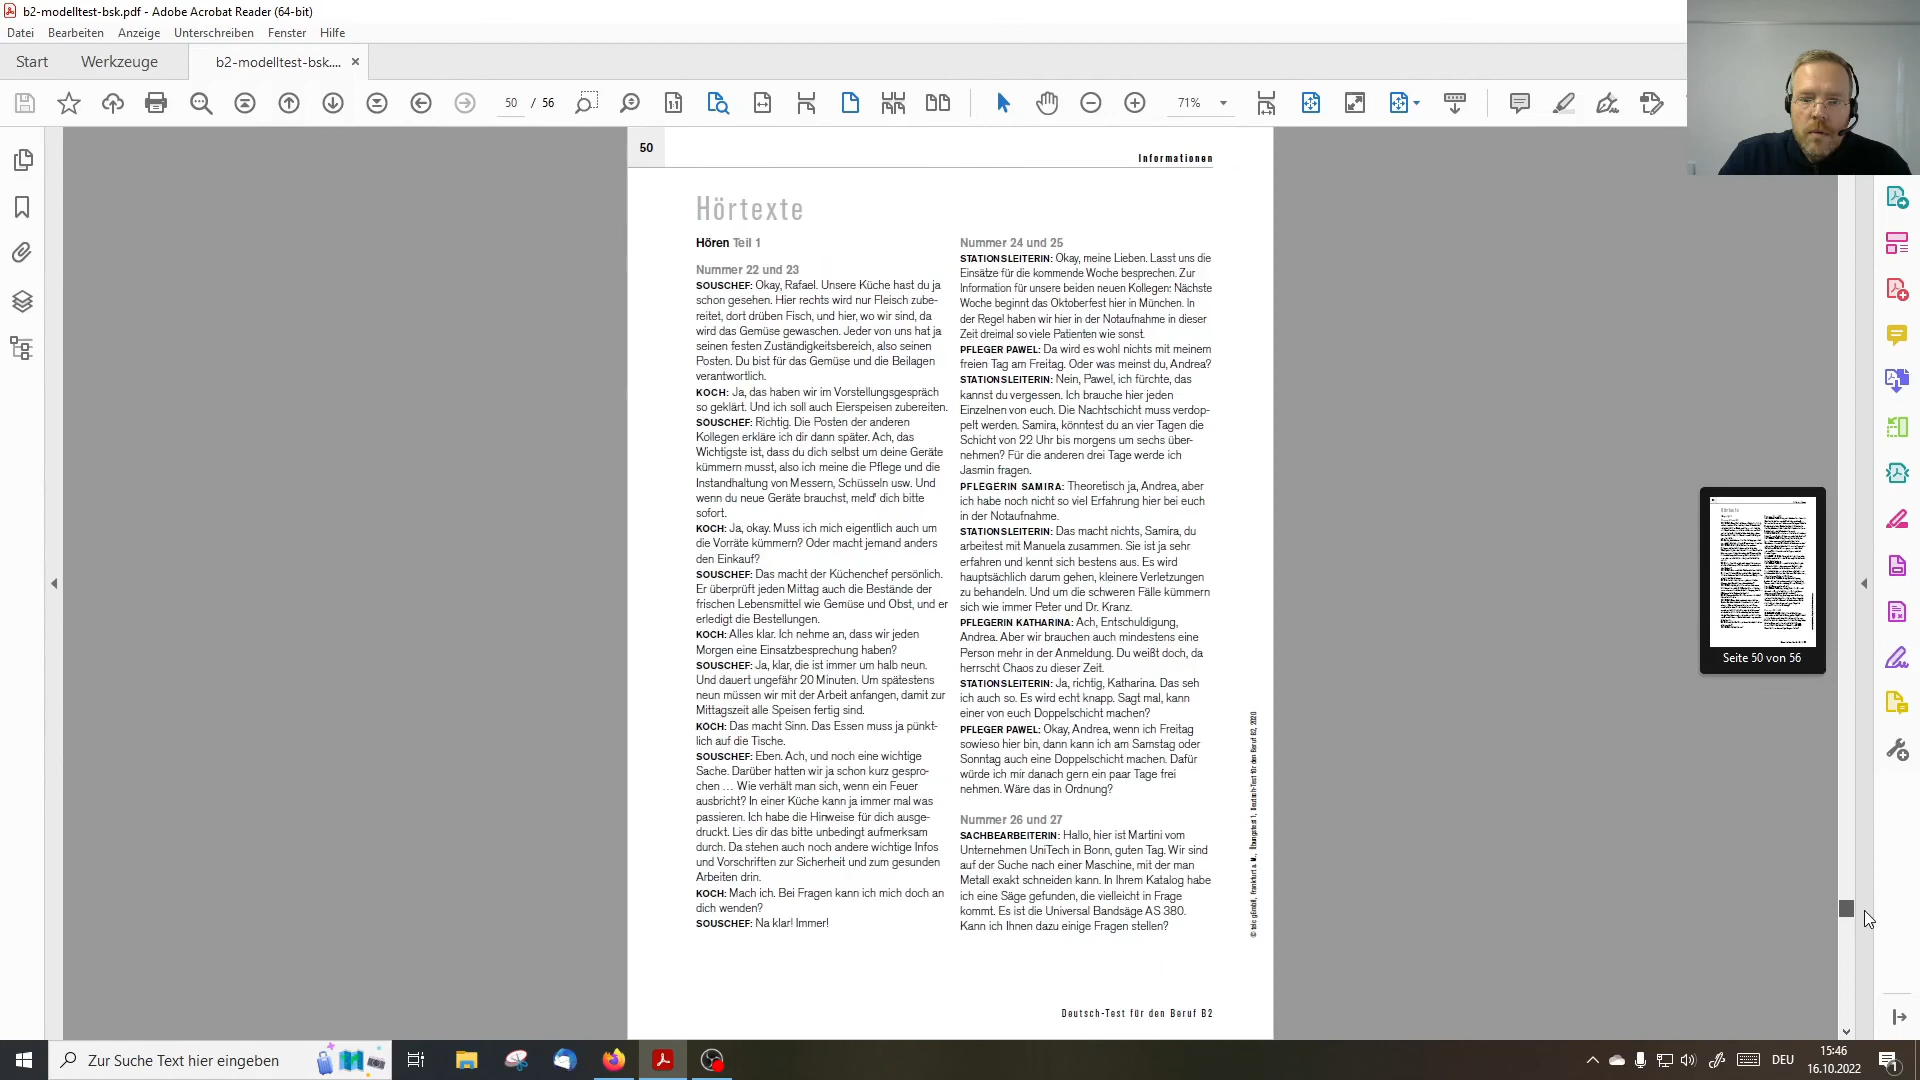 b2-modelltest-bsk.pdf - Adobe Acrobat Reader (64-bit)
Datei Bearbeiten Anzeige Unterschreiben Fenster Hilfe
Start Werkzeuge b2-modelltest-bsk....
50 / 56 71%
50
Informationen
Hörtexte
Hören Teil 1
Nummer 22 und 23
SOUSCHEF: Okay, Rafael. Unsere Küche hast du ja
schon gesehen. Hier rechts wird nur Fleisch zube-
reitet, dort drüben Fisch, und hier, wo wir sind, da
wird das Gemüse gewaschen. Jeder von uns hat ja
seinen festen Zuständigkeitsbereich, also seinen
Posten. Du bist für das Gemüse und die Beilagen
verantwortlich.
KOCH: Ja, das haben wir im Vorstellungsgespräch
so geklärt. Und ich soll auch Eierspeisen zubereiten.
SOUSCHEF: Richtig. Die Posten der anderen
Kollegen erkläre ich dir dann später. Ach, das
Wichtigste ist, dass du dich selbst um deine Geräte
kümmern musst, also ich meine die Pflege und die
Instandhaltung von Messern, Schüsseln usw. Und
wenn du neue Geräte brauchst, meld' dich bitte
sofort.
KOCH: Ja, okay. Muss ich mich eigentlich auch um
die Vorräte kümmern? Oder macht jemand anders
den Einkauf?
SOUSCHEF: Das macht der Küchenchef persönlich.
Er überprüft jeden Mittag auch die Bestände der
frischen Lebensmittel wie Gemüse und Obst, und er
erledigt die Bestellungen.
KOCH: Alles klar. Ich nehme an, dass wir jeden
Morgen eine Einsatzbesprechung haben?
SOUSCHEF: Ja, klar, die ist immer um halb neun.
Und dauert ungefähr 20 Minuten. Um spätestens
neun müssen wir mit der Arbeit anfangen, damit zur
Mittagszeit alle Speisen fertig sind.
KOCH: Das macht Sinn. Das Essen muss ja pünkt-
lich auf die Tische.
SOUSCHEF: Eben. Ach, und noch eine wichtige
Sache. Darüber hatten wir ja schon kurz gespro-
chen … Wie verhält man sich, wenn ein Feuer
ausbricht? In einer Küche kann ja immer mal was
passieren. Ich habe die Hinweise für dich ausge-
druckt. Lies dir das bitte unbedingt aufmerksam
durch. Da stehen auch noch andere wichtige Infos
und Vorschriften zur Sicherheit und zum gesunden
Arbeiten drin.
KOCH: Mach ich. Bei Fragen kann ich mich doch an
dich wenden?
SOUSCHEF: Na klar! Immer!
Nummer 24 und 25
STATIONSLEITERIN: Okay, meine Lieben. Lasst uns die
Einsätze für die kommende Woche besprechen. Zur
Information für unsere beiden neuen Kollegen: Nächste
Woche beginnt das Oktoberfest hier in München. In
der Regel haben wir hier in der Notaufnahme in dieser
Zeit dreimal so viele Patienten wie sonst.
PFLEGER PAWEL: Da wird es wohl nichts mit meinem
freien Tag am Freitag. Oder was meinst du, Andrea?
STATIONSLEITERIN: Nein, Pawel, ich fürchte, das
kannst du vergessen. Ich brauche hier jeden
Einzelnen von euch. Die Nachtschicht muss verdop-
pelt werden. Samira, könntest du an vier Tagen die
Schicht von 22 Uhr bis morgens um sechs über-
nehmen? Für die anderen drei Tage werde ich
Jasmin fragen.
PFLEGERIN SAMIRA: Theoretisch ja, Andrea, aber
ich habe noch nicht so viel Erfahrung hier bei euch
in der Notaufnahme.
STATIONSLEITERIN: Das macht nichts, Samira, du
arbeitest mit Manuela zusammen. Sie ist ja sehr
erfahren und kennt sich bestens aus. Es wird
hauptsächlich darum gehen, kleinere Verletzungen
zu behandeln. Und um die schweren Fälle kümmern
sich wie immer Peter und Dr. Kranz.
PFLEGERIN KATHARINA: Ach, Entschuldigung,
Andrea. Aber wir brauchen auch mindestens eine
Person mehr in der Anmeldung. Du weißt doch, da
herrscht Chaos zu dieser Zeit.
STATIONSLEITERIN: Ja, richtig, Katharina. Das seh
ich auch so. Es wird echt knapp. Sagt mal, kann
einer von euch Doppelschicht machen?
PFLEGER PAWEL: Okay, Andrea, wenn ich Freitag
sowieso hier bin, dann kann ich am Samstag oder
Sonntag auch eine Doppelschicht machen. Dafür
würde ich mir danach gern ein paar Tage frei
nehmen. Wäre das in Ordnung?
Nummer 26 und 27
SACHBEARBEITERIN: Hallo, hier ist Martini vom
Unternehmen UniTech in Bonn, guten Tag. Wir sind
auf der Suche nach einer Maschine, mit der man
Metall exakt schneiden kann. In Ihrem Katalog habe
ich eine Säge gefunden, die vielleicht in Frage
kommt. Es ist die Universal Bandsäge AS 380.
Kann ich Ihnen dazu einige Fragen stellen?
© telc gGmbH, Frankfurt a. M., Übungstest 1, Deutsch-Test für den Beruf B2, 2020
Deutsch-Test für den Beruf B2
Seite 50 von 56
Zur Suche Text hier eingeben
DEU
15:46
16.10.2022
1